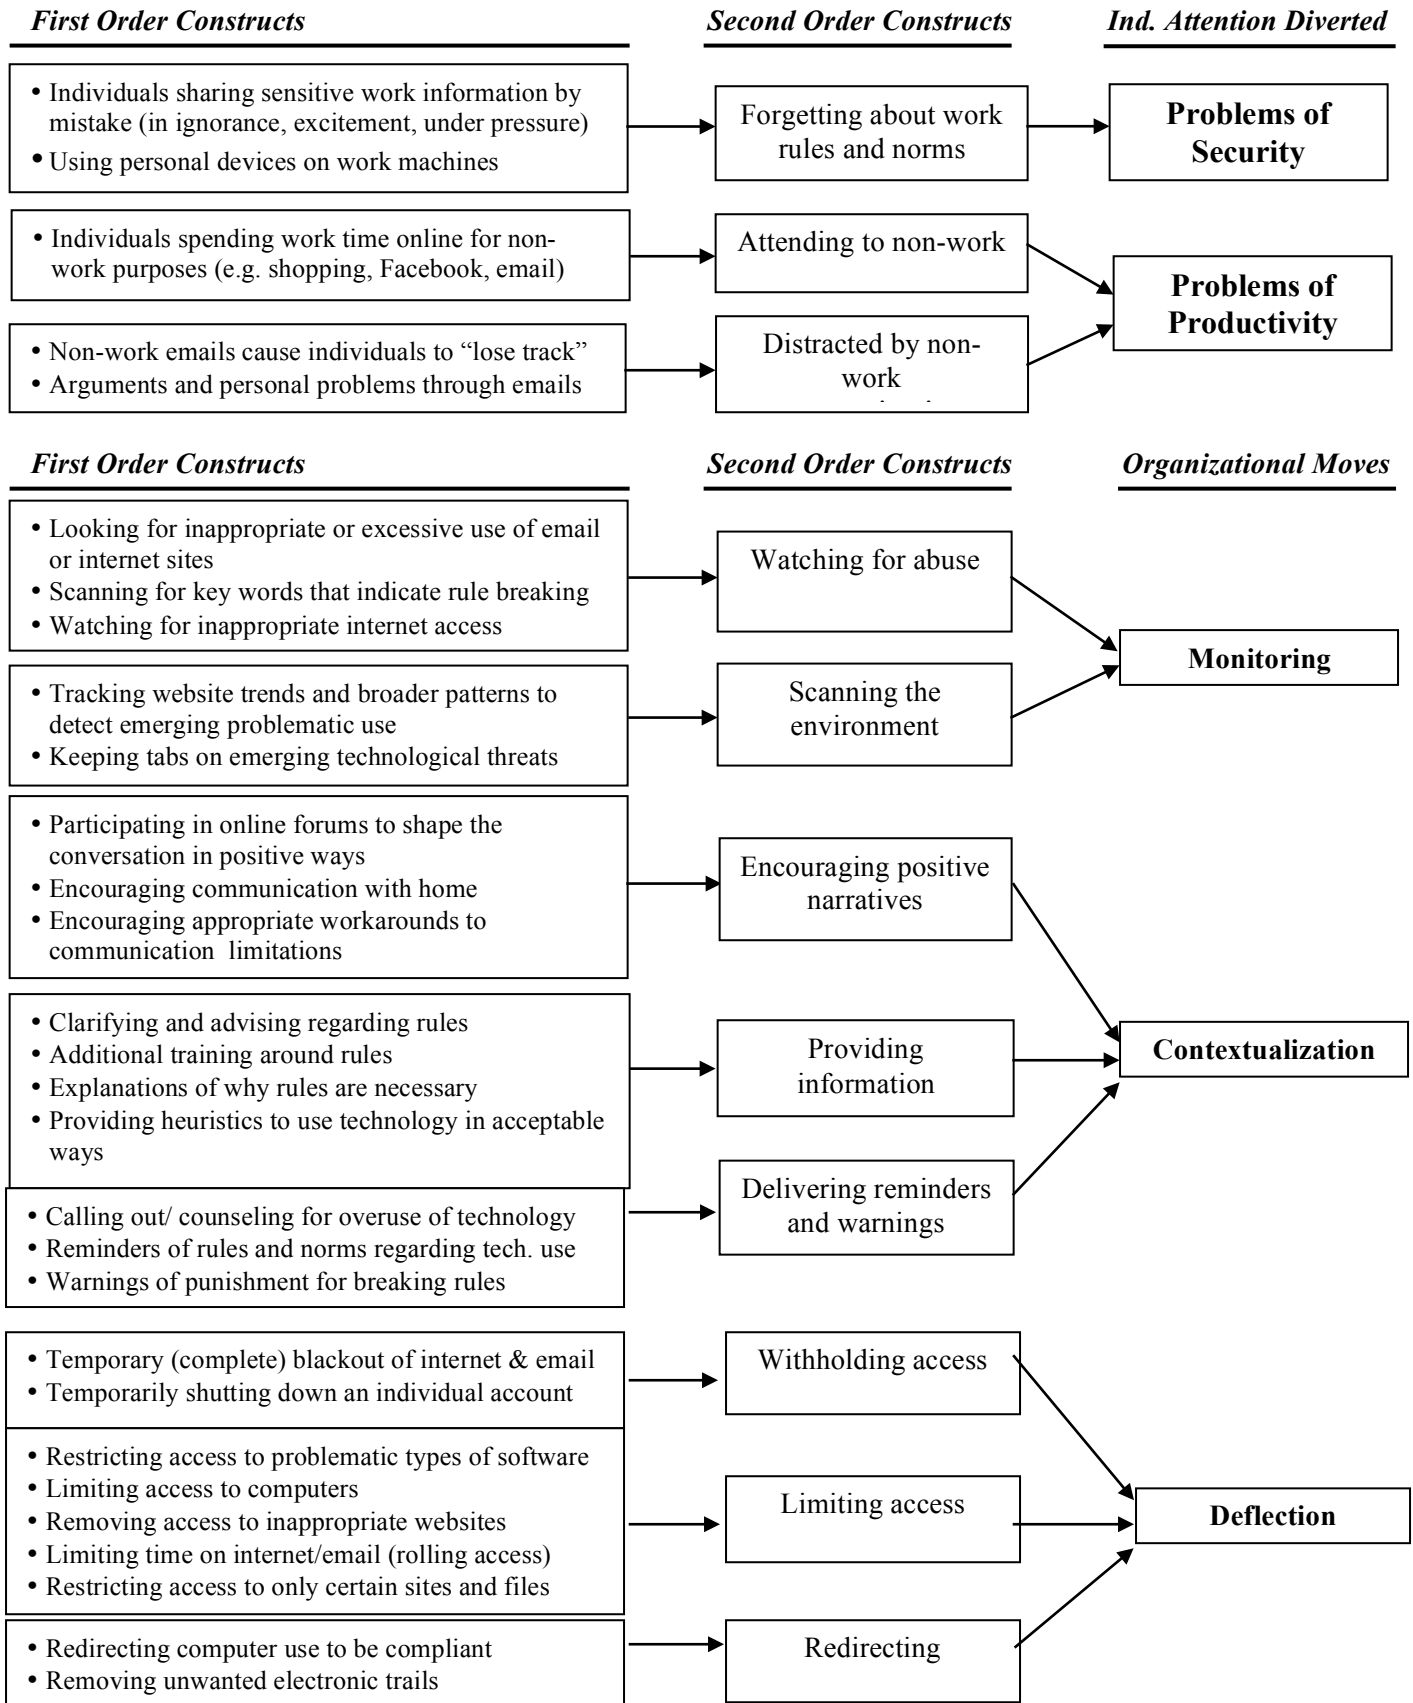 First Order Constructs
Second Order Constructs
Ind. Attention Diverted
• Individuals sharing sensitive work information by
mistake (in ignorance, excitement, under pressure)
• Using personal devices on work machines
Forgetting about work
rules and norms
Problems of
Security
• Individuals spending work time online for non-
work purposes (e.g. shopping, Facebook, email)
Attending to non-work
• Non-work emails cause individuals to “lose track”
• Arguments and personal problems through emails
Distracted by non-
work
Problems of
Productivity
First Order Constructs
Second Order Constructs
Organizational Moves
• Looking for inappropriate or excessive use of email
or internet sites
• Scanning for key words that indicate rule breaking
• Watching for inappropriate internet access
Watching for abuse
• Tracking website trends and broader patterns to
detect emerging problematic use
• Keeping tabs on emerging technological threats
Scanning the
environment
Monitoring
• Participating in online forums to shape the
conversation in positive ways
• Encouraging communication with home
• Encouraging appropriate workarounds to
communication limitations
Encouraging positive
narratives
• Clarifying and advising regarding rules
• Additional training around rules
• Explanations of why rules are necessary
• Providing heuristics to use technology in acceptable
ways
Providing
information
Contextualization
• Calling out/ counseling for overuse of technology
• Reminders of rules and norms regarding tech. use
• Warnings of punishment for breaking rules
Delivering reminders
and warnings
• Temporary (complete) blackout of internet & email
• Temporarily shutting down an individual account
Withholding access
• Restricting access to problematic types of software
• Limiting access to computers
• Removing access to inappropriate websites
• Limiting time on internet/email (rolling access)
• Restricting access to only certain sites and files
Limiting access
Deflection
• Redirecting computer use to be compliant
• Removing unwanted electronic trails
Redirecting